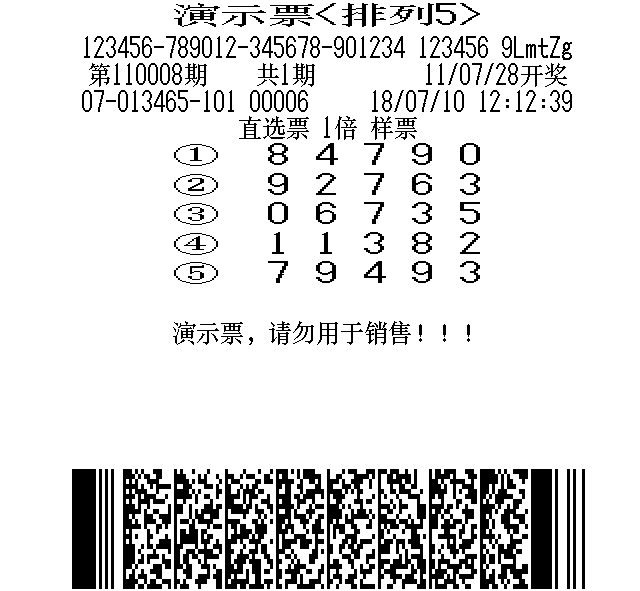 演示票<排列5>
123456-789012-345678-901234 123456 9LmtZg
第110008期 共1期 11/07/28开奖
07-013465-101 00006 18/07/10 12:12:39
直选票 1倍 样票
① 8 4 7 9 0
② 9 2 7 6 3
③ 0 6 7 3 5
④ 1 1 3 8 2
⑤ 7 9 4 9 3
演示票，请勿用于销售！！！